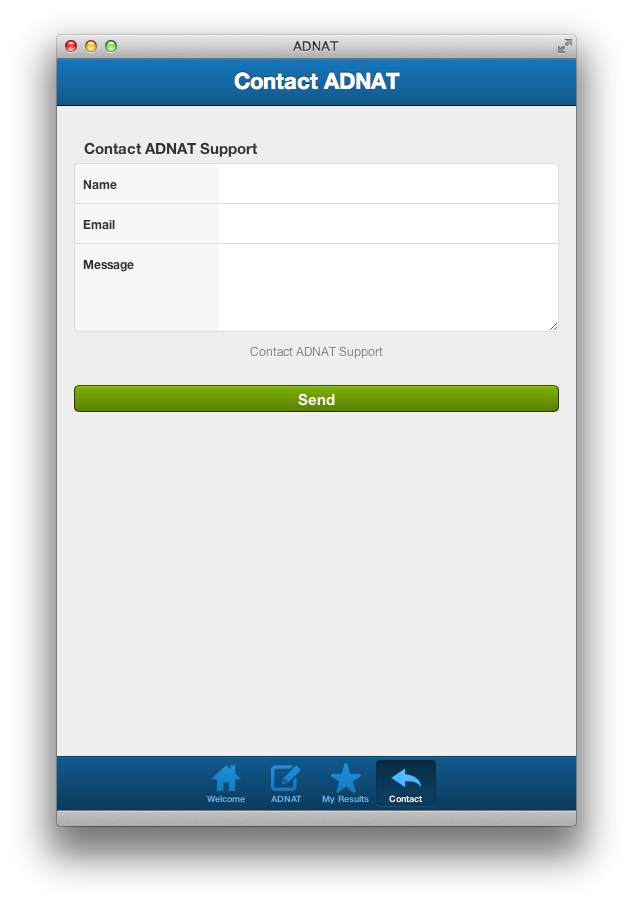 ADNAT
Contact ADNAT
Contact ADNAT Support
Name
Email
Message
Contact ADNAT Support
Send
Welcome ADNAT My Results Contact